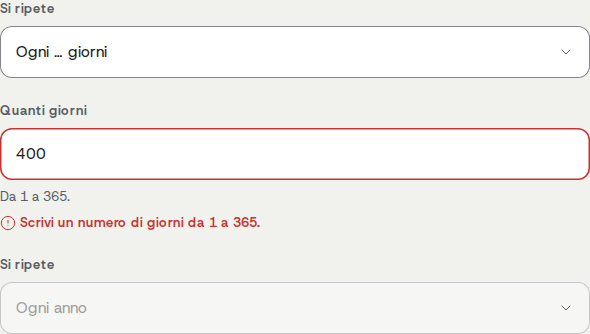 Si ripete
Ogni … giorni
Quanti giorni
400
Da 1 a 365.
Scrivi un numero di giorni da 1 a 365.
Si ripete
Ogni anno